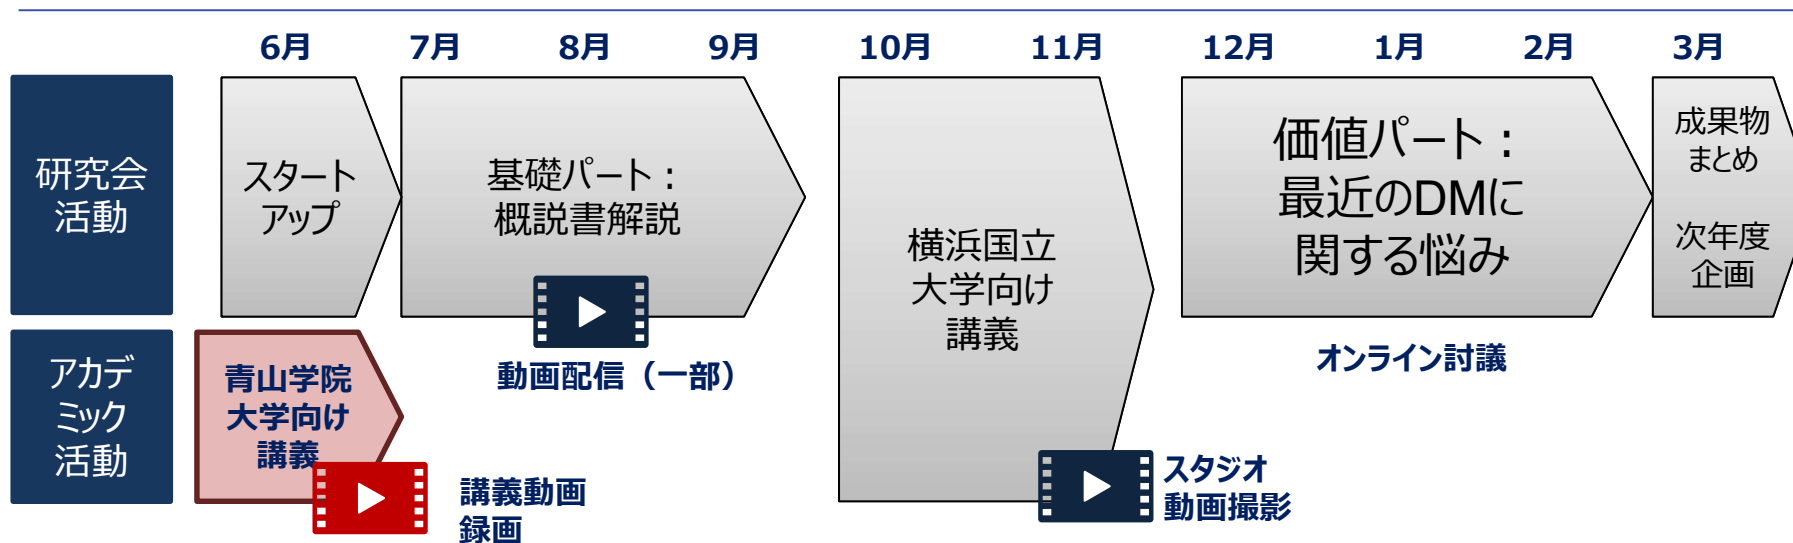 6月 7月 8月 9月 10月 11月 12月 1月 2月 3月
研究会
活動
スタート
アップ
基礎パート：
概説書解説
動画配信（一部）
横浜国立
大学向け
講義
価値パート：
最近のDMに
関する悩み
オンライン討議
成果物
まとめ
次年度
企画
アカデ
ミック
活動
青山学院
大学向け
講義
講義動画
録画
スタジオ
動画撮影